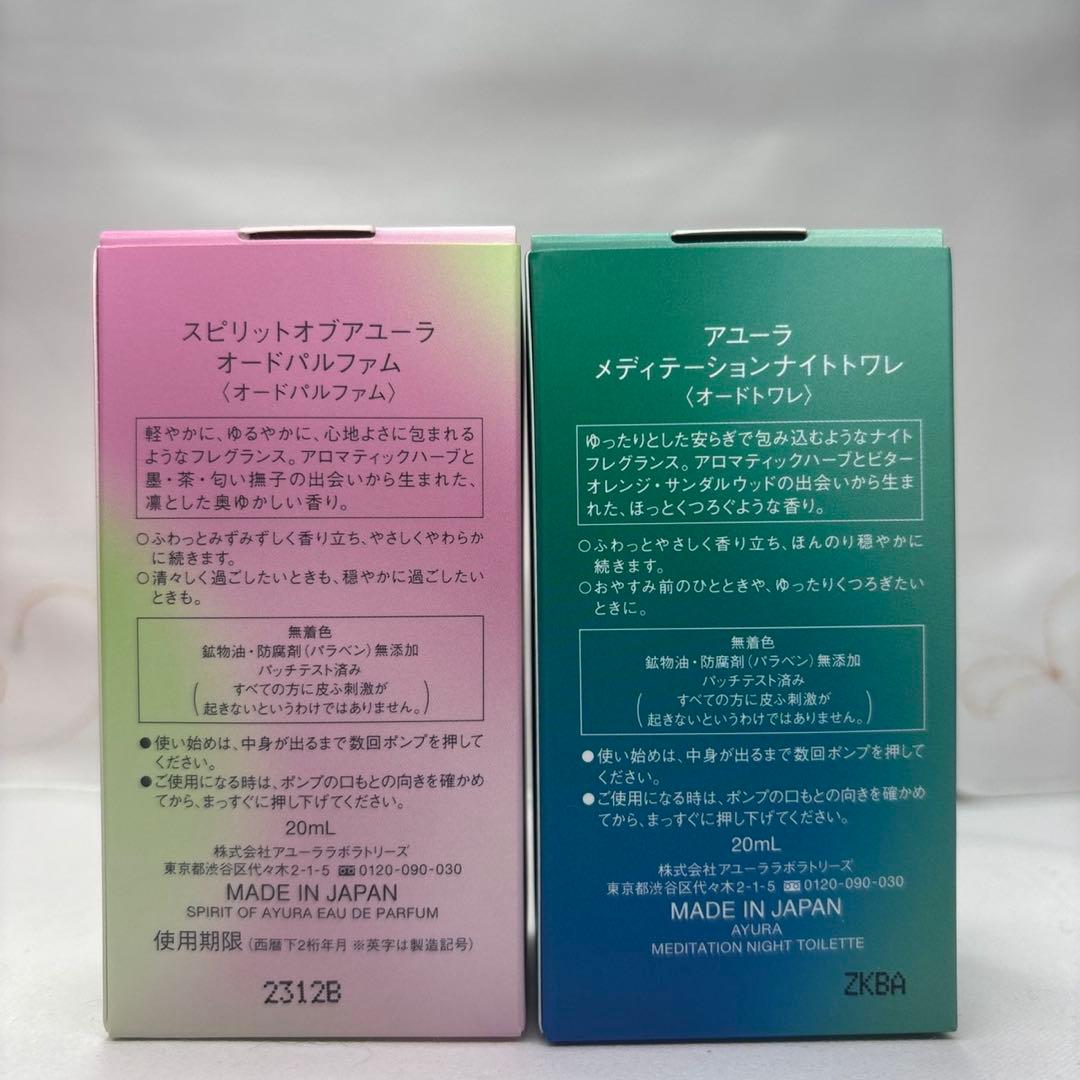 スピリットオブアユーラ
オードパルファム
〈オードパルファム〉
軽やかに、ゆるやかに、心地よさに包まれる
ようなフレグランス。アロマティックハーブと
墨・茶・匂い撫子の出会いから生まれた、
凛とした奥ゆかしい香り。
○ふわっとみずみずしく香り立ち、やさしくやわらか
に続きます。
○清々しく過ごしたいときも、穏やかに過ごしたい
ときも。
無着色
鉱物油・防腐剤(パラベン)無添加
パッチテスト済み
(すべての方に皮ふ刺激が
起きないというわけではありません。)
●使い始めは、中身が出るまで数回ポンプを押して
ください。
●ご使用になる時は、ポンプの口もとの向きを確かめ
てから、まっすぐに押し下げてください。
20mL
株式会社アユーララボラトリーズ
東京都渋谷区代々木2-1-5 0120-090-030
MADE IN JAPAN
SPIRIT OF AYURA EAU DE PARFUM
使用期限(西暦下2桁年月 ※英字は製造記号)
2312B
アユーラ
メディテーションナイトトワレ
〈オードトワレ〉
ゆったりとした安らぎで包み込むようなナイト
フレグランス。アロマティックハーブとビター
オレンジ・サンダルウッドの出会いから生ま
れた、ほっとくつろぐような香り。
○ふわっとやさしく香り立ち、ほんのり穏やかに
続きます。
○おやすみ前のひとときや、ゆったりくつろぎたい
ときに。
無着色
鉱物油・防腐剤(パラベン)無添加
パッチテスト済み
(すべての方に皮ふ刺激が
起きないというわけではありません。)
●使い始めは、中身が出るまで数回ポンプを押して
ください。
●ご使用になる時は、ポンプの口もとの向きを確かめ
てから、まっすぐに押し下げてください。
20mL
株式会社アユーララボラトリーズ
東京都渋谷区代々木2-1-5 0120-090-030
MADE IN JAPAN
AYURA
MEDITATION NIGHT TOILETTE
ZKBA